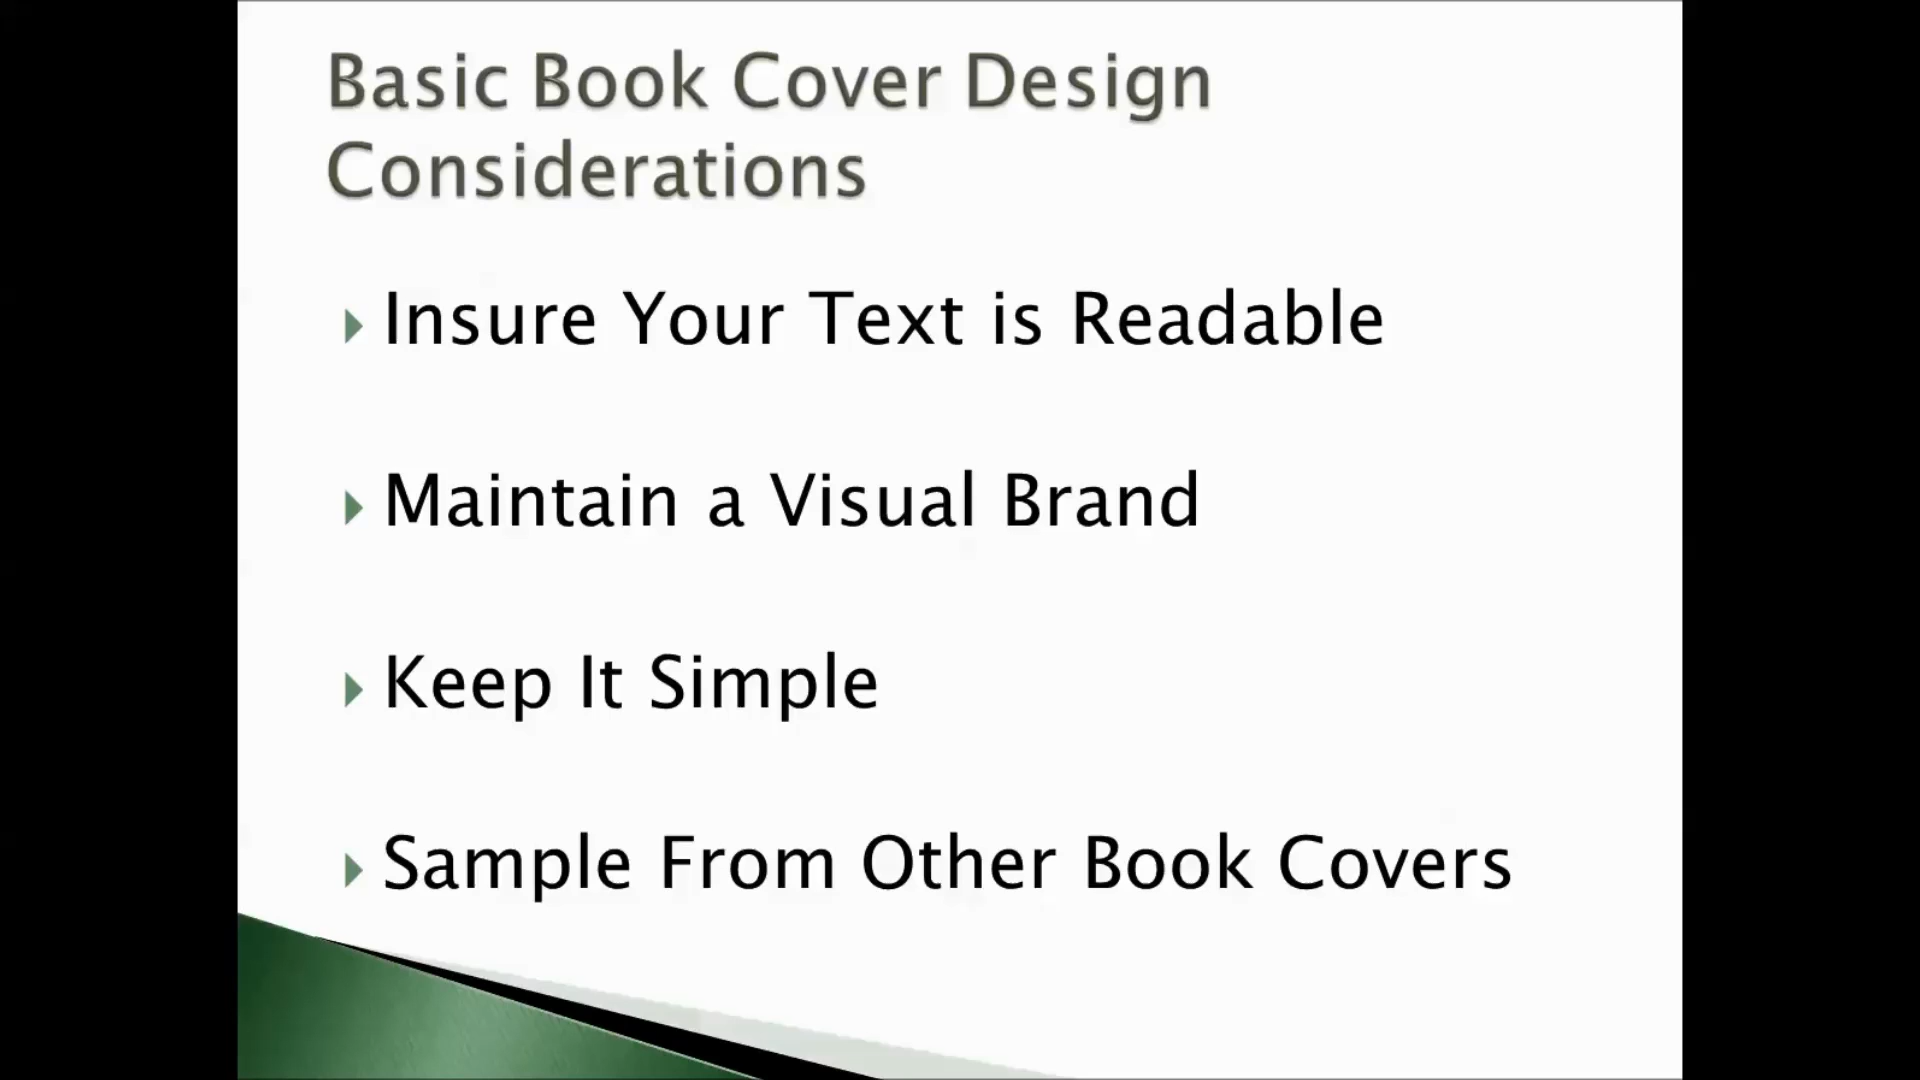 Basic Book Cover Design
Considerations
Insure Your Text is Readable
Maintain a Visual Brand
Keep It Simple
Sample From Other Book Covers